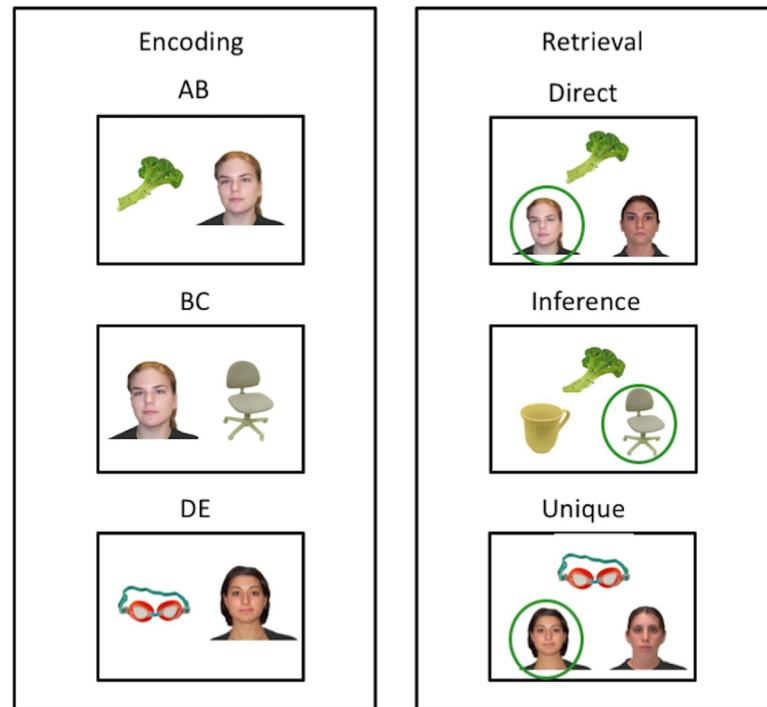 Encoding
AB
BC
DE
Retrieval
Direct
Inference
Unique